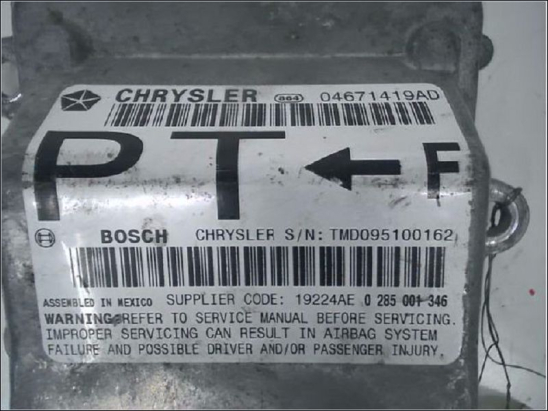 CHRYSLER 864 04671419AD
PT ← F
BOSCH CHRYSLER S/N: TMD095100162
ASSEMBLED IN MEXICO SUPPLIER CODE: 19224AE 0 285 001 346
WARNING: REFER TO SERVICE MANUAL BEFORE SERVICING.
IMPROPER SERVICING CAN RESULT IN AIRBAG SYSTEM
FAILURE AND POSSIBLE DRIVER AND/OR PASSENGER INJURY.